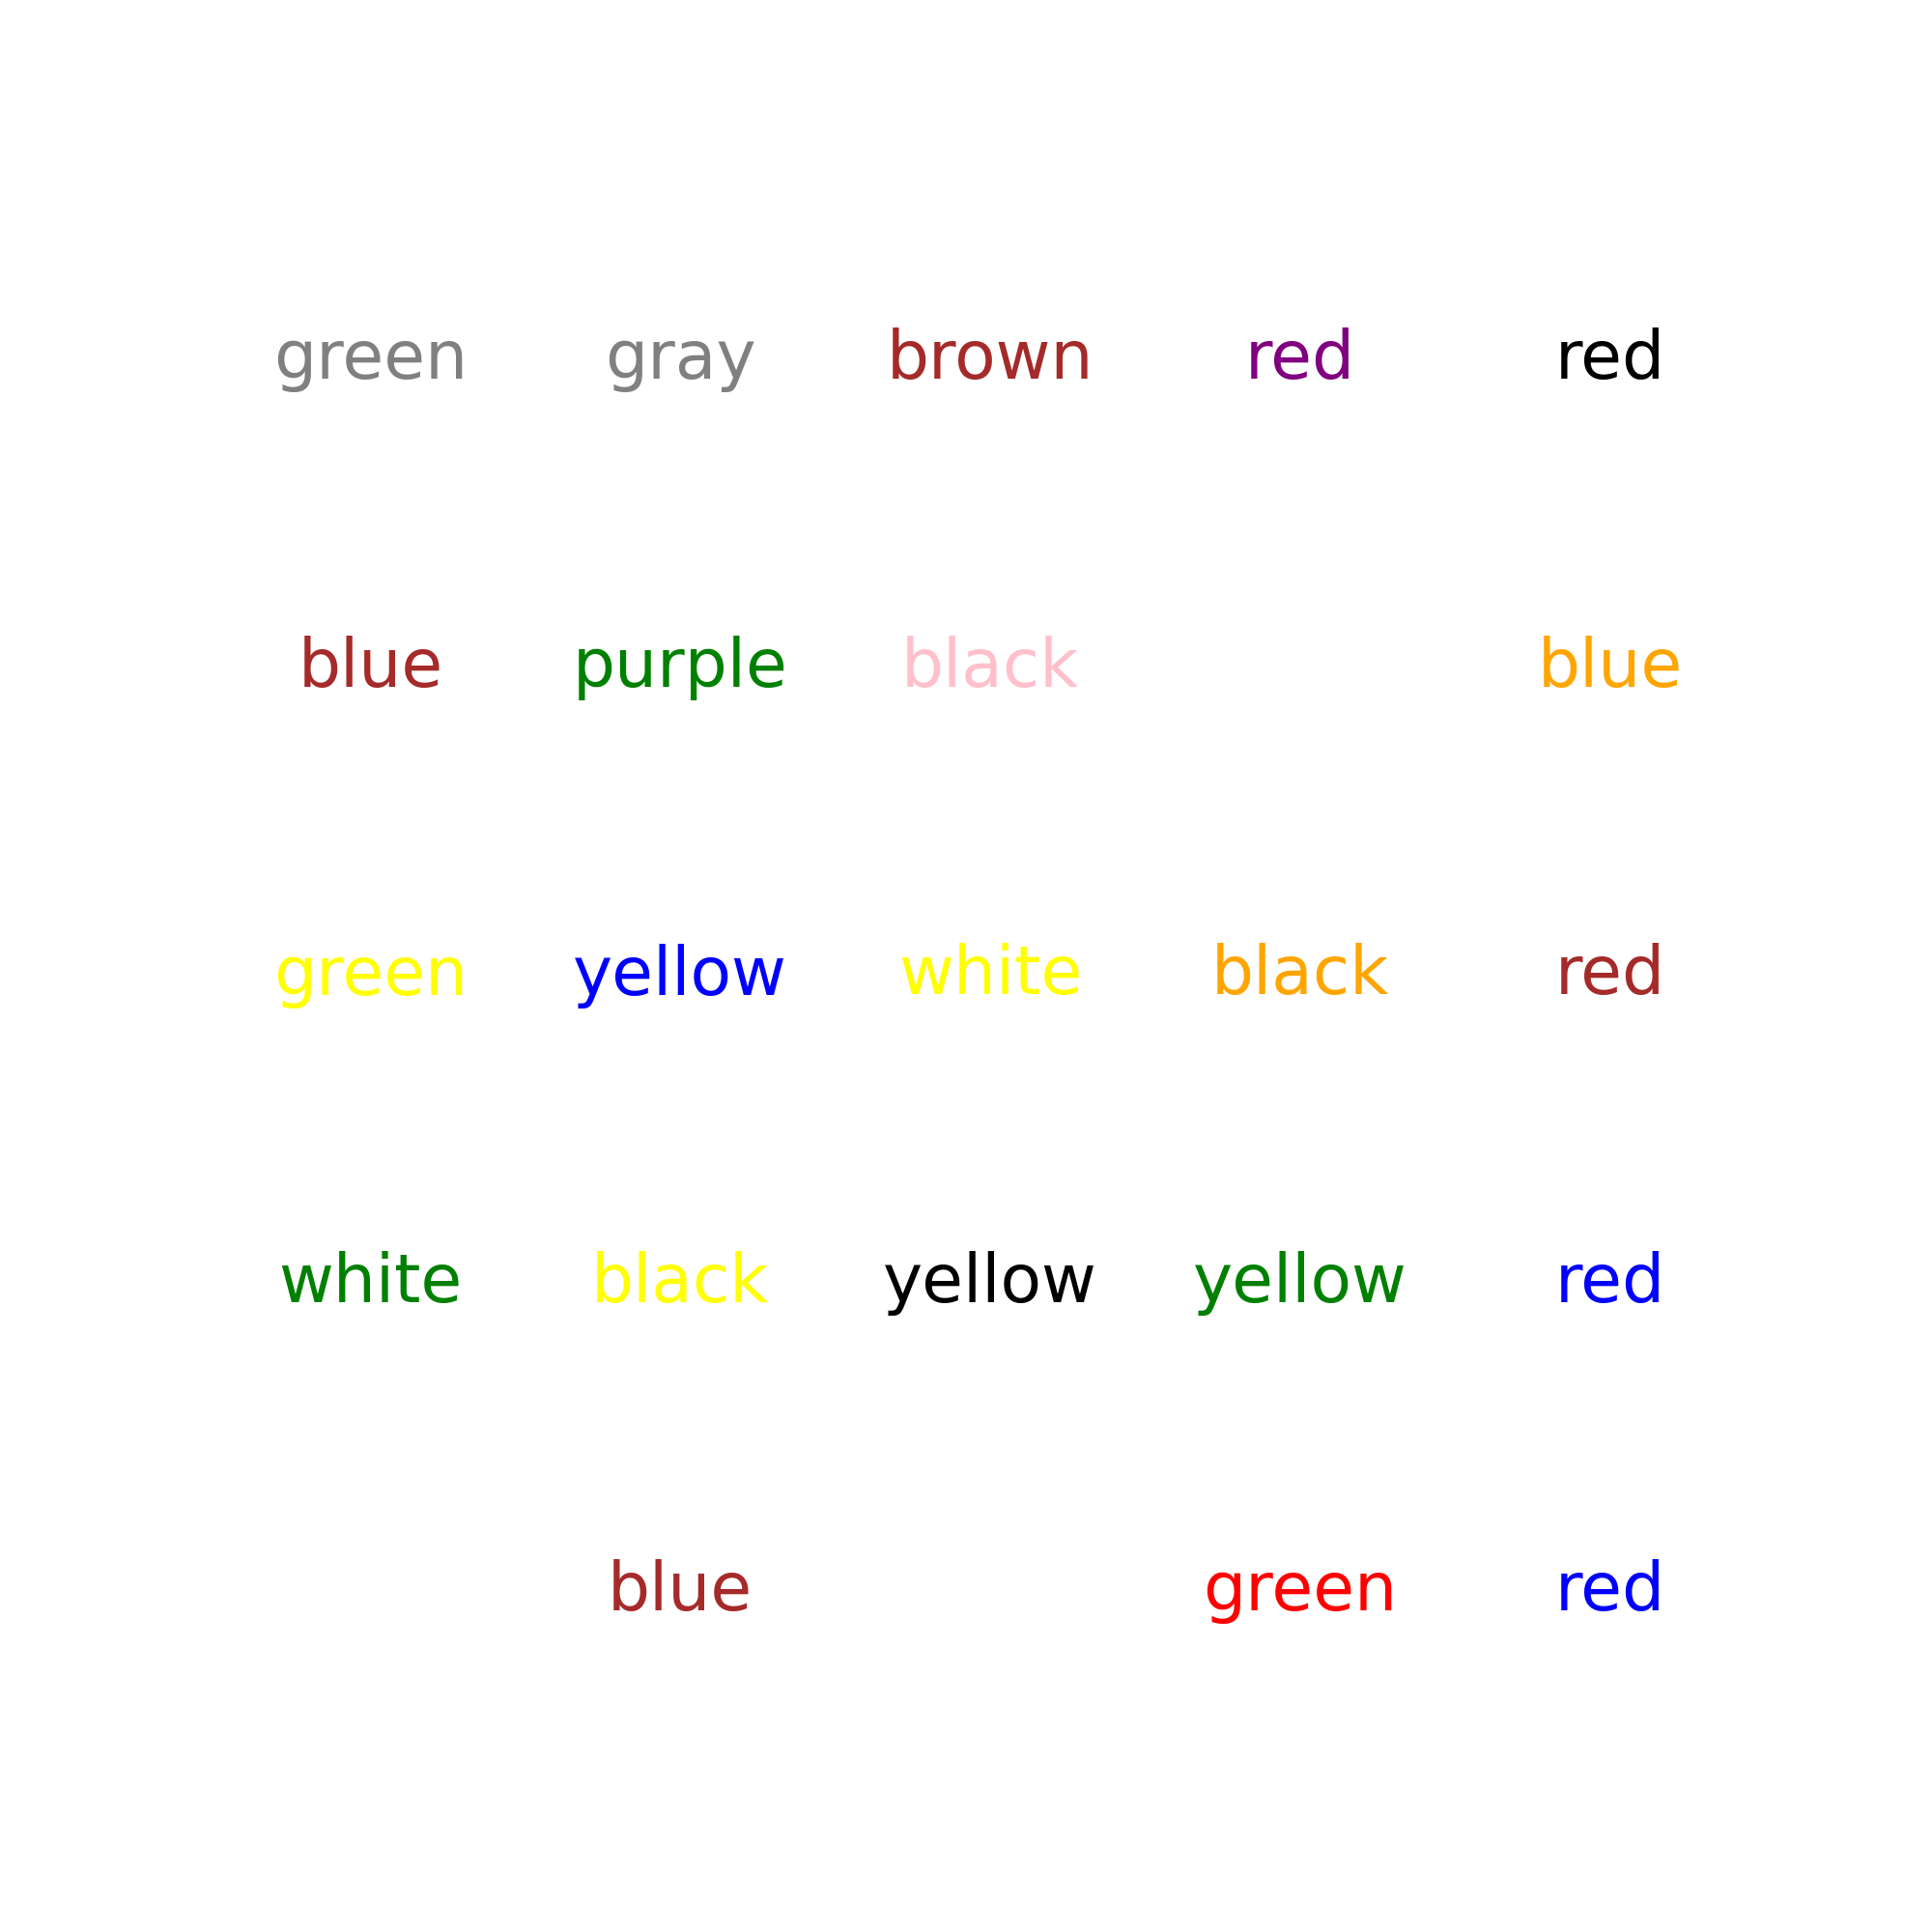 green gray brown red red
blue purple black blue
green yellow white black red
white black yellow yellow red
blue green red